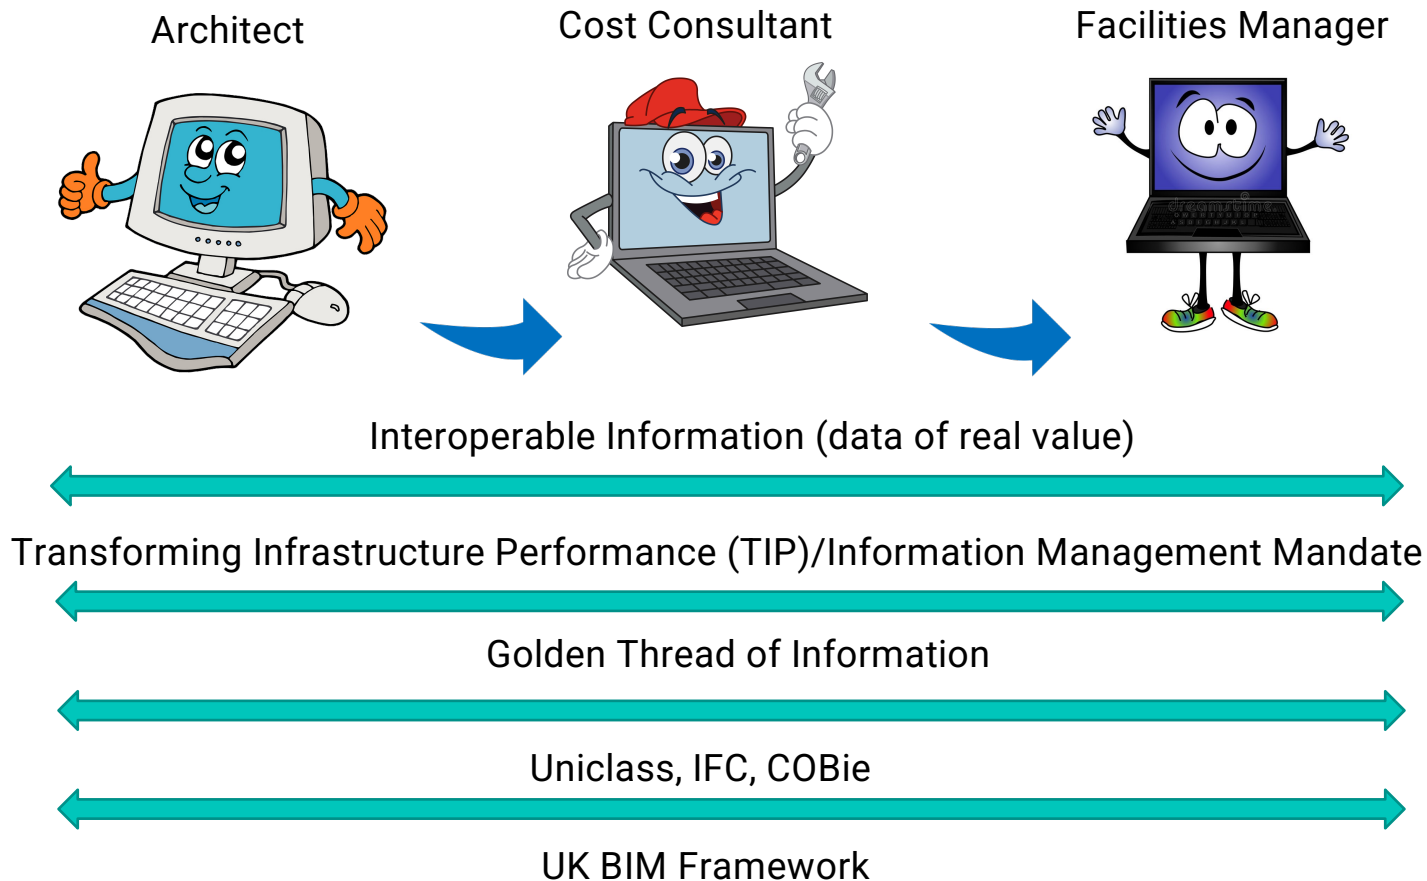 Architect
Cost Consultant
Facilities Manager
dreamstime
Interoperable Information (data of real value)
Transforming Infrastructure Performance (TIP)/Information Management Mandate
Golden Thread of Information
Uniclass, IFC, COBie
UK BIM Framework